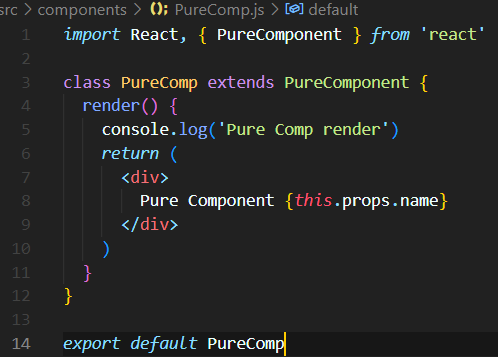 src > components > PureComp.js > default
1 import React, { PureComponent } from 'react'
2
3 class PureComp extends PureComponent {
4 render() {
5 console.log('Pure Comp render')
6 return (
7 <div>
8 Pure Component {this.props.name}
9 </div>
10 )
11 }
12 }
13
14 export default PureComp